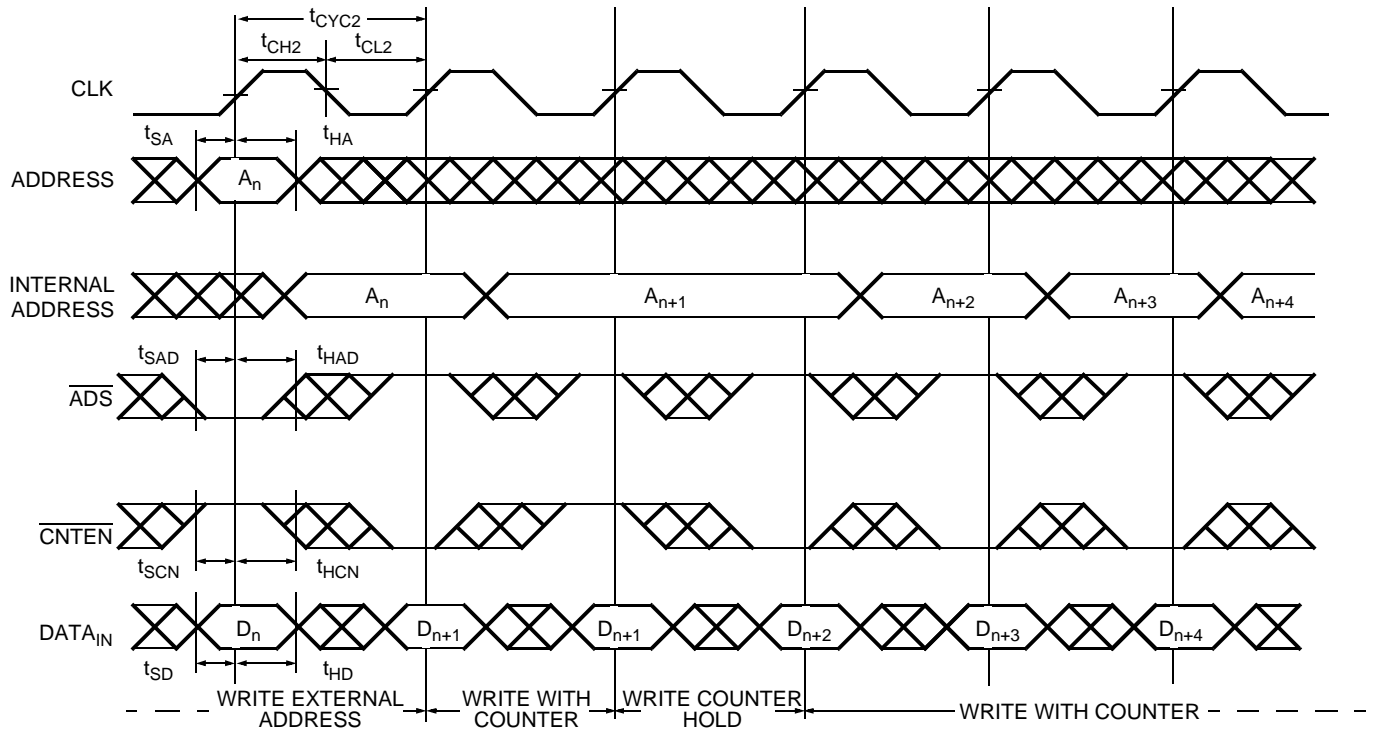 tCYC2
tCH2 tCL2
CLK
tSA tHA
ADDRESS An
INTERNAL
ADDRESS
An An+1 An+2 An+3 An+4
tSAD tHAD
ADS
CNTEN
tSCN tHCN
DATAIN Dn Dn+1 Dn+1 Dn+2 Dn+3 Dn+4
tSD tHD
WRITE EXTERNAL
ADDRESS
WRITE WITH
COUNTER
WRITE COUNTER
HOLD
WRITE WITH COUNTER